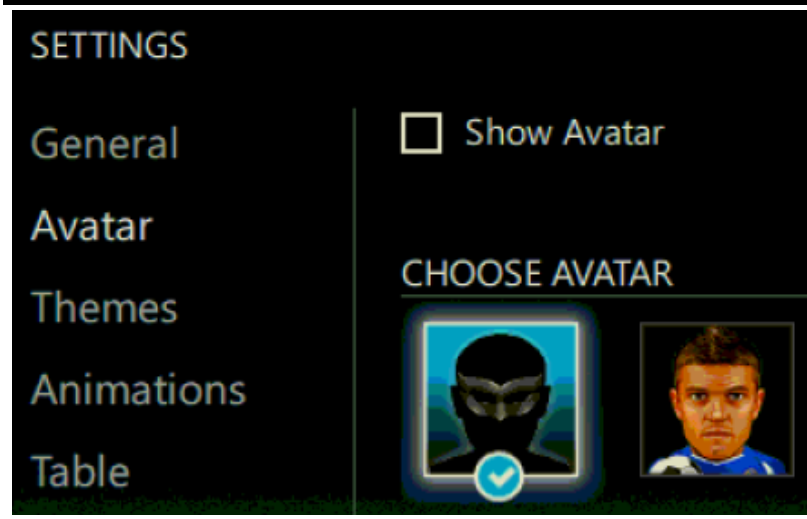 SETTINGS
General
Avatar
Themes
Animations
Table
Show Avatar
CHOOSE AVATAR